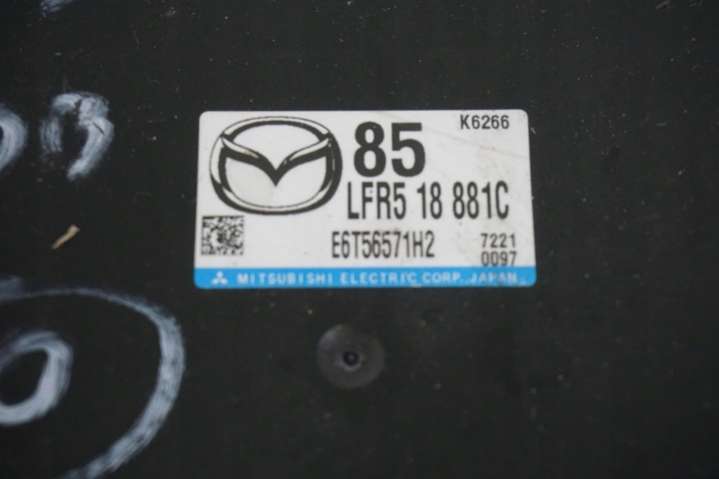 K6266
85
LFR5 18 881C
E6T56571H2
7221
0097
MITSUBISHI ELECTRIC CORP. JAPAN